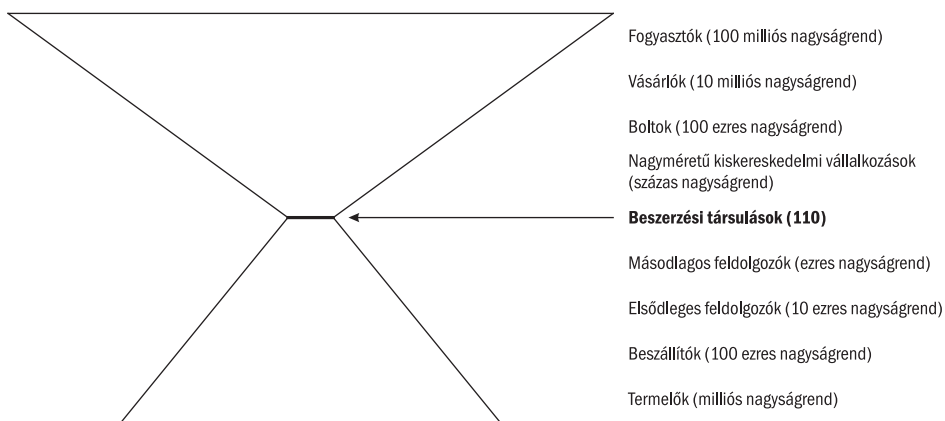 Fogyasztók (100 milliós nagyságrend)
Vásárlók (10 milliós nagyságrend)
Boltok (100 ezres nagyságrend)
Nagyméretű kiskereskedelmi vállalkozások
(százas nagyságrend)
Beszerzési társulások (110)
Másodlagos feldolgozók (ezres nagyságrend)
Elsődleges feldolgozók (10 ezres nagyságrend)
Beszállítók (100 ezres nagyságrend)
Termelők (milliós nagyságrend)